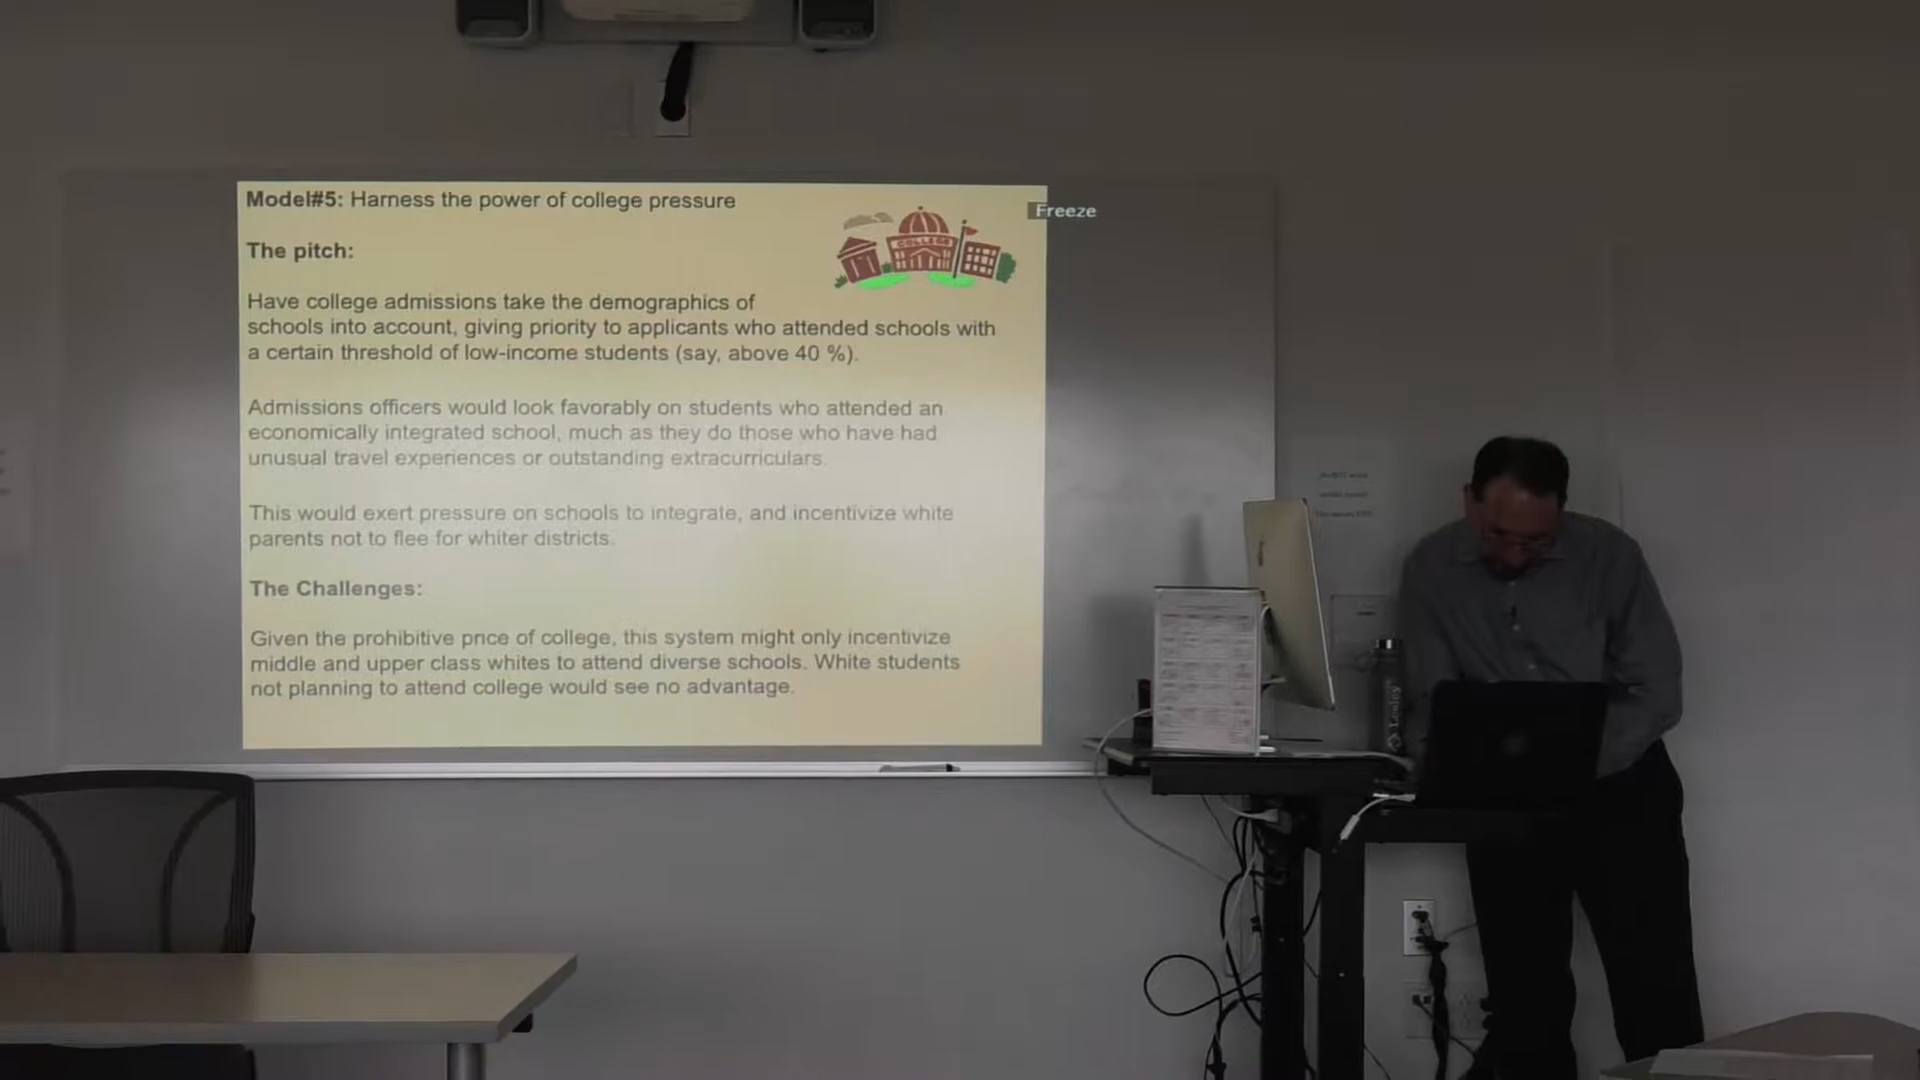 Model#5: Harness the power of college pressure
Freeze
The pitch:
COLLEGE
Have college admissions take the demographics of
schools into account, giving priority to applicants who attended schools with
a certain threshold of low-income students (say, above 40 %).
Admissions officers would look favorably on students who attended an
economically integrated school, much as they do those who have had
unusual travel experiences or outstanding extracurriculars.
This would exert pressure on schools to integrate, and incentivize white
parents not to flee for whiter districts.
The Challenges:
Given the prohibitive price of college, this system might only incentivize
middle and upper class whites to attend diverse schools. White students
not planning to attend college would see no advantage.
Lesley